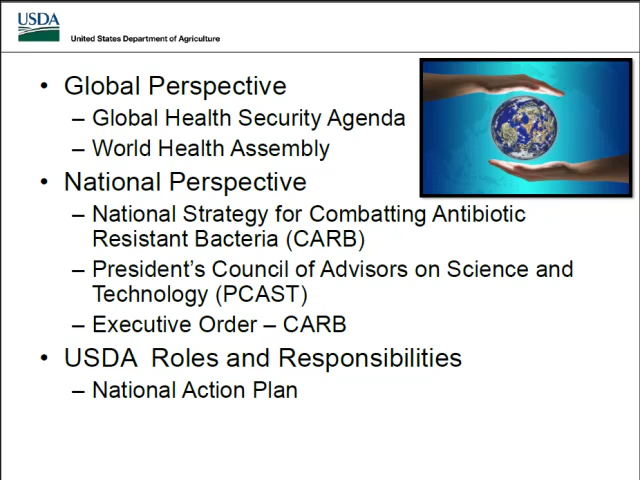 USDA
United States Department of Agriculture
• Global Perspective
– Global Health Security Agenda
– World Health Assembly
• National Perspective
– National Strategy for Combatting Antibiotic
Resistant Bacteria (CARB)
– President’s Council of Advisors on Science and
Technology (PCAST)
– Executive Order – CARB
• USDA  Roles and Responsibilities
– National Action Plan